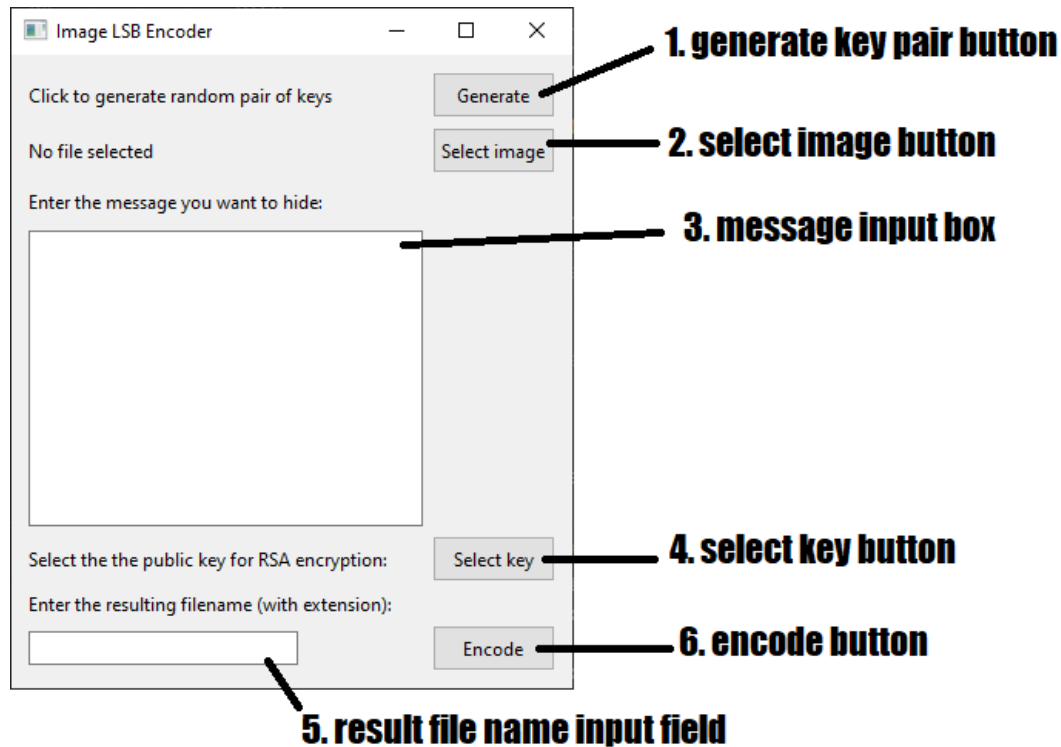 Image LSB Encoder
1. generate key pair button
Click to generate random pair of keys
Generate
No file selected
Select image
2. select image button
Enter the message you want to hide:
3. message input box
Select the the public key for RSA encryption:
Select key
4. select key button
Enter the resulting filename (with extension):
Encode
6. encode button
5. result file name input field